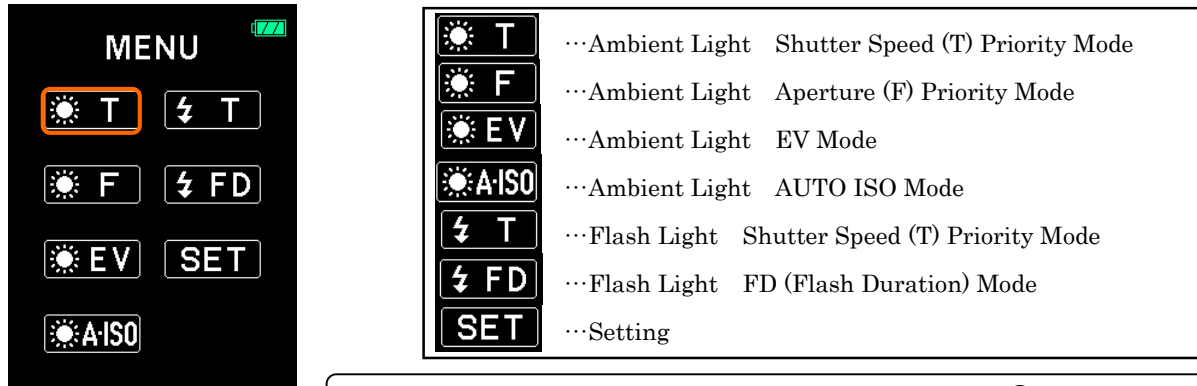 MENU
T
T
F
FD
EV
SET
A·ISO
T …Ambient Light Shutter Speed (T) Priority Mode
F …Ambient Light Aperture (F) Priority Mode
EV …Ambient Light EV Mode
A·ISO …Ambient Light AUTO ISO Mode
T …Flash Light Shutter Speed (T) Priority Mode
FD …Flash Light FD (Flash Duration) Mode
SET …Setting